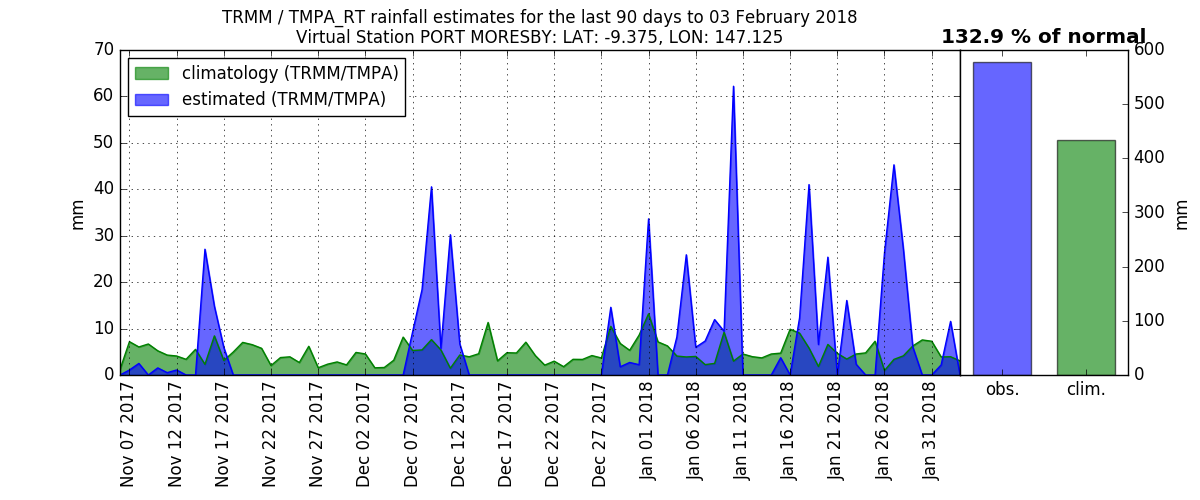 TRMM / TMPA_RT rainfall estimates for the last 90 days to 03 February 2018
Virtual Station PORT MORESBY: LAT: -9.375, LON: 147.125
132.9 % of normal
climatology (TRMM/TMPA)
estimated (TRMM/TMPA)
mm
70
60
50
40
30
20
10
0
Nov 07 2017
Nov 12 2017
Nov 17 2017
Nov 22 2017
Nov 27 2017
Dec 02 2017
Dec 07 2017
Dec 12 2017
Dec 17 2017
Dec 22 2017
Dec 27 2017
Jan 01 2018
Jan 06 2018
Jan 11 2018
Jan 16 2018
Jan 21 2018
Jan 26 2018
Jan 31 2018
obs.
clim.
600
500
400
300
200
100
0
mm